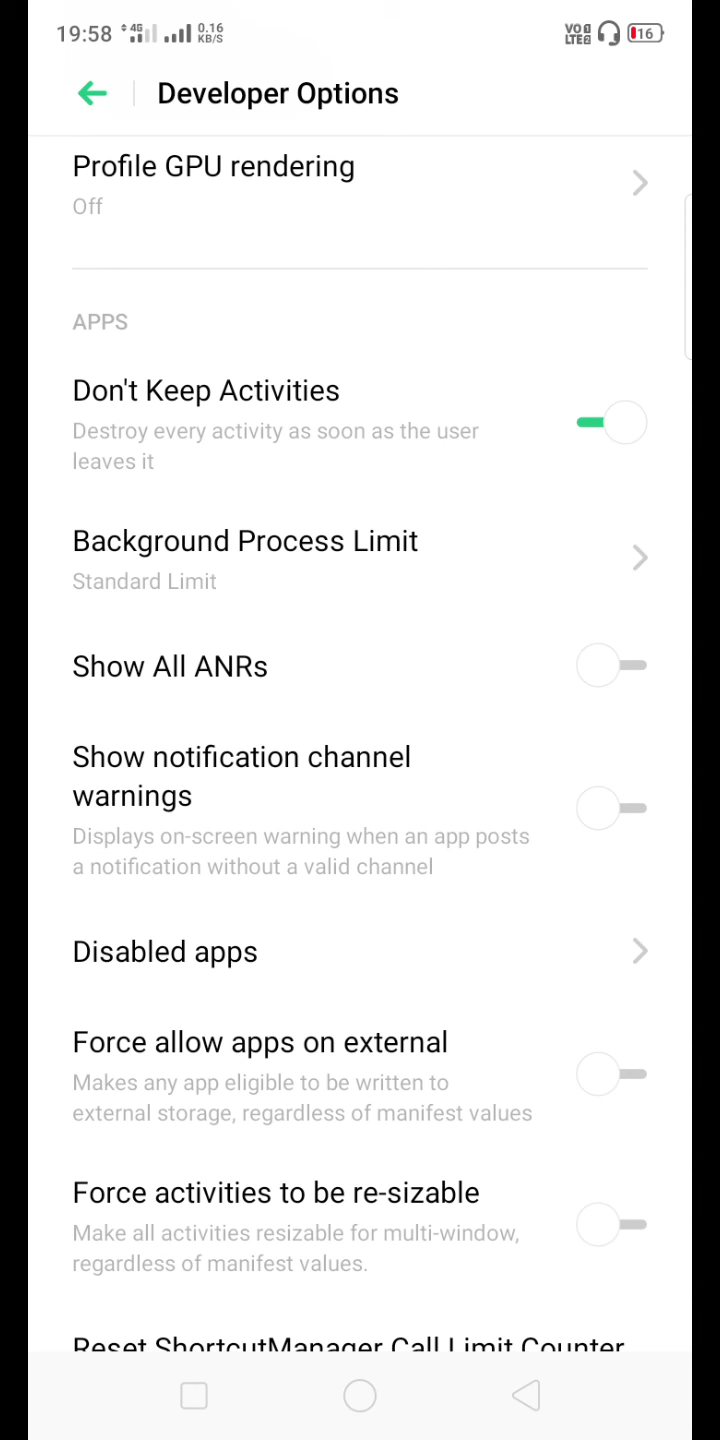 19:58 4G 0.16 KB/S VO LTE 16
Developer Options
Profile GPU rendering
Off
APPS
Don't Keep Activities
Destroy every activity as soon as the user
leaves it
Background Process Limit
Standard Limit
Show All ANRs
Show notification channel
warnings
Displays on-screen warning when an app posts
a notification without a valid channel
Disabled apps
Force allow apps on external
Makes any app eligible to be written to
external storage, regardless of manifest values
Force activities to be re-sizable
Make all activities resizable for multi-window,
regardless of manifest values.
Reset ShortcutManager Call Limit Counter